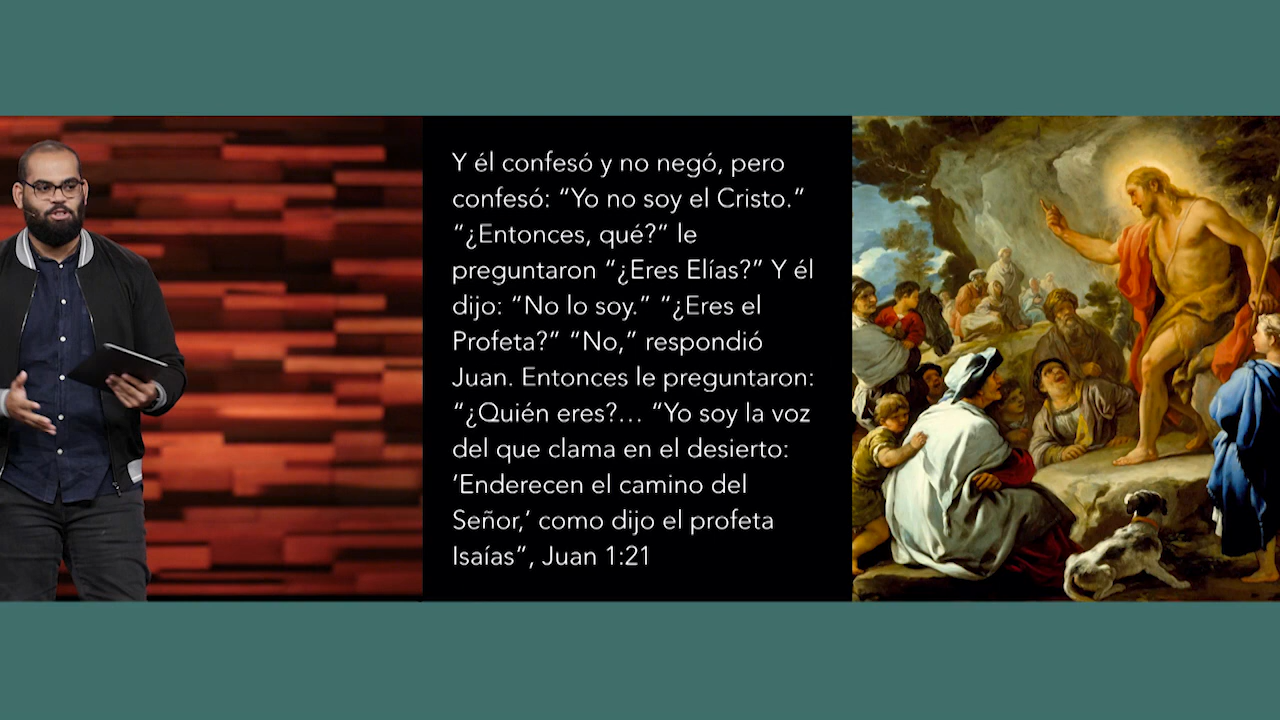 Y él confesó y no negó, pero
confesó: “Yo no soy el Cristo.”
“¿Entonces, qué?“ le
preguntaron “¿Eres Elías?” Y él
dijo: “No lo soy.” “¿Eres el
Profeta?” “No,” respondió
Juan. Entonces le preguntaron:
“¿Quién eres?… “Yo soy la voz
del que clama en el desierto:
‘Enderecen el camino del
Señor,’ como dijo el profeta
Isaías”, Juan 1:21